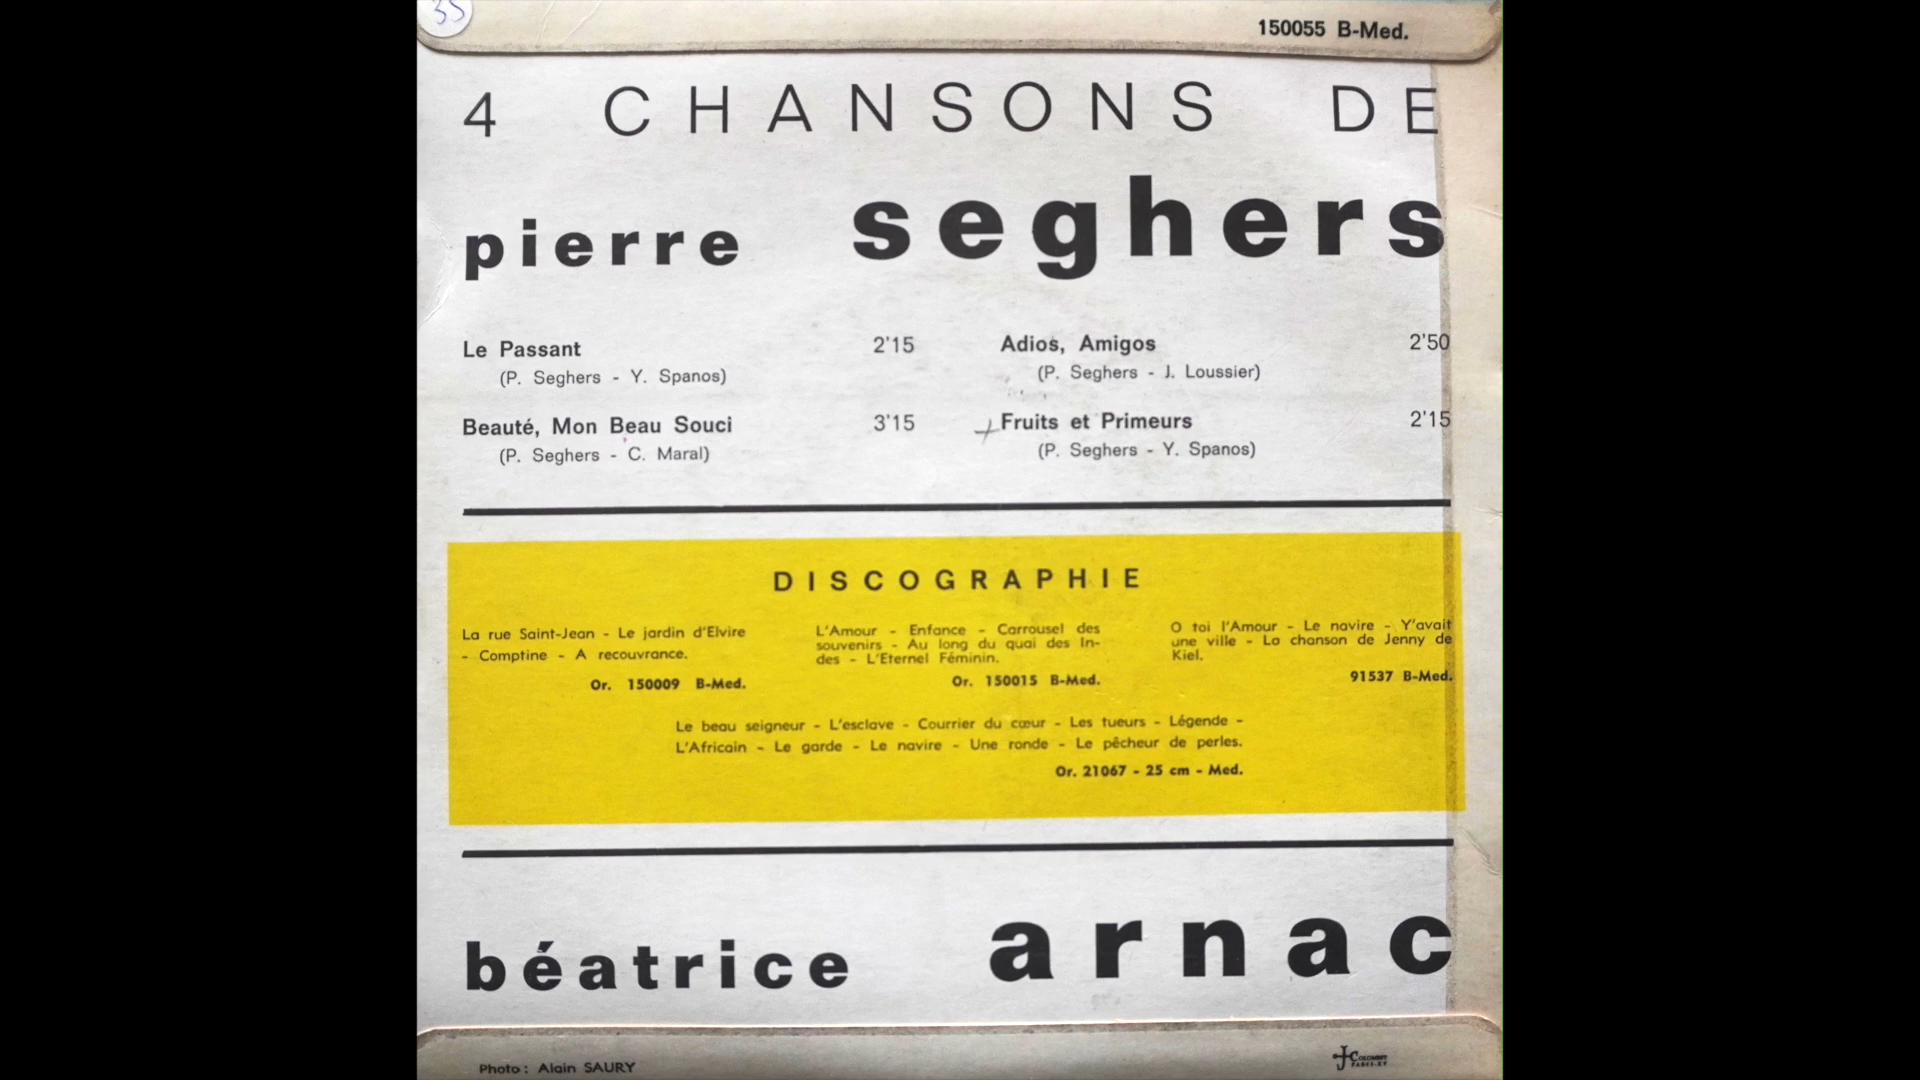 35
150055 B-Med.
4 CHANSONS DE
pierre seghers
Le Passant 2'15
(P. Seghers - Y. Spanos)
Beauté, Mon Beau Souci 3'15
(P. Seghers - C. Maral)
Adios, Amigos 2'50
(P. Seghers - J. Loussier)
Fruits et Primeurs 2'15
(P. Seghers - Y. Spanos)
DISCOGRAPHIE
La rue Saint-Jean - Le jardin d'Elvire
- Comptine - A recouvrance.
Or. 150009 B-Med.
L'Amour - Enfance - Carrousel des
souvenirs - Au long du quai des In-
des - L'Eternel Féminin.
Or. 150015 B-Med.
O toi l'Amour - Le navire - Y'avait
une ville - La chanson de Jenny de
Kiel.
91537 B-Med.
Le beau seigneur - L'esclave - Courrier du cœur - Les tueurs - Légende -
L'Africain - Le garde - Le navire - Une ronde - Le pêcheur de perles.
Or. 21067 - 25 cm - Med.
béatrice arnac
Photo : Alain SAURY